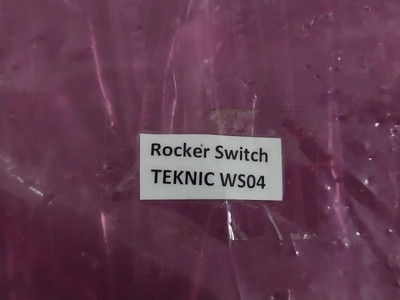 Rocker Switch
TEKNIC WS04